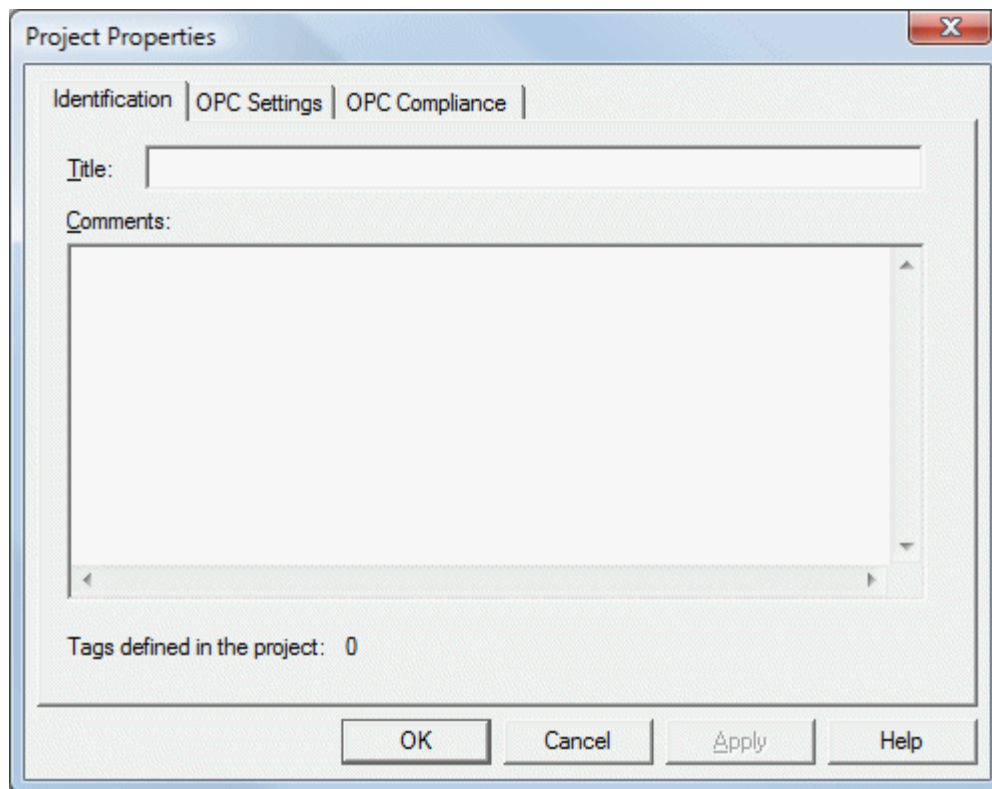 Project Properties
Identification OPC Settings OPC Compliance
Title:
Comments:
Tags defined in the project: 0
OK Cancel Apply Help